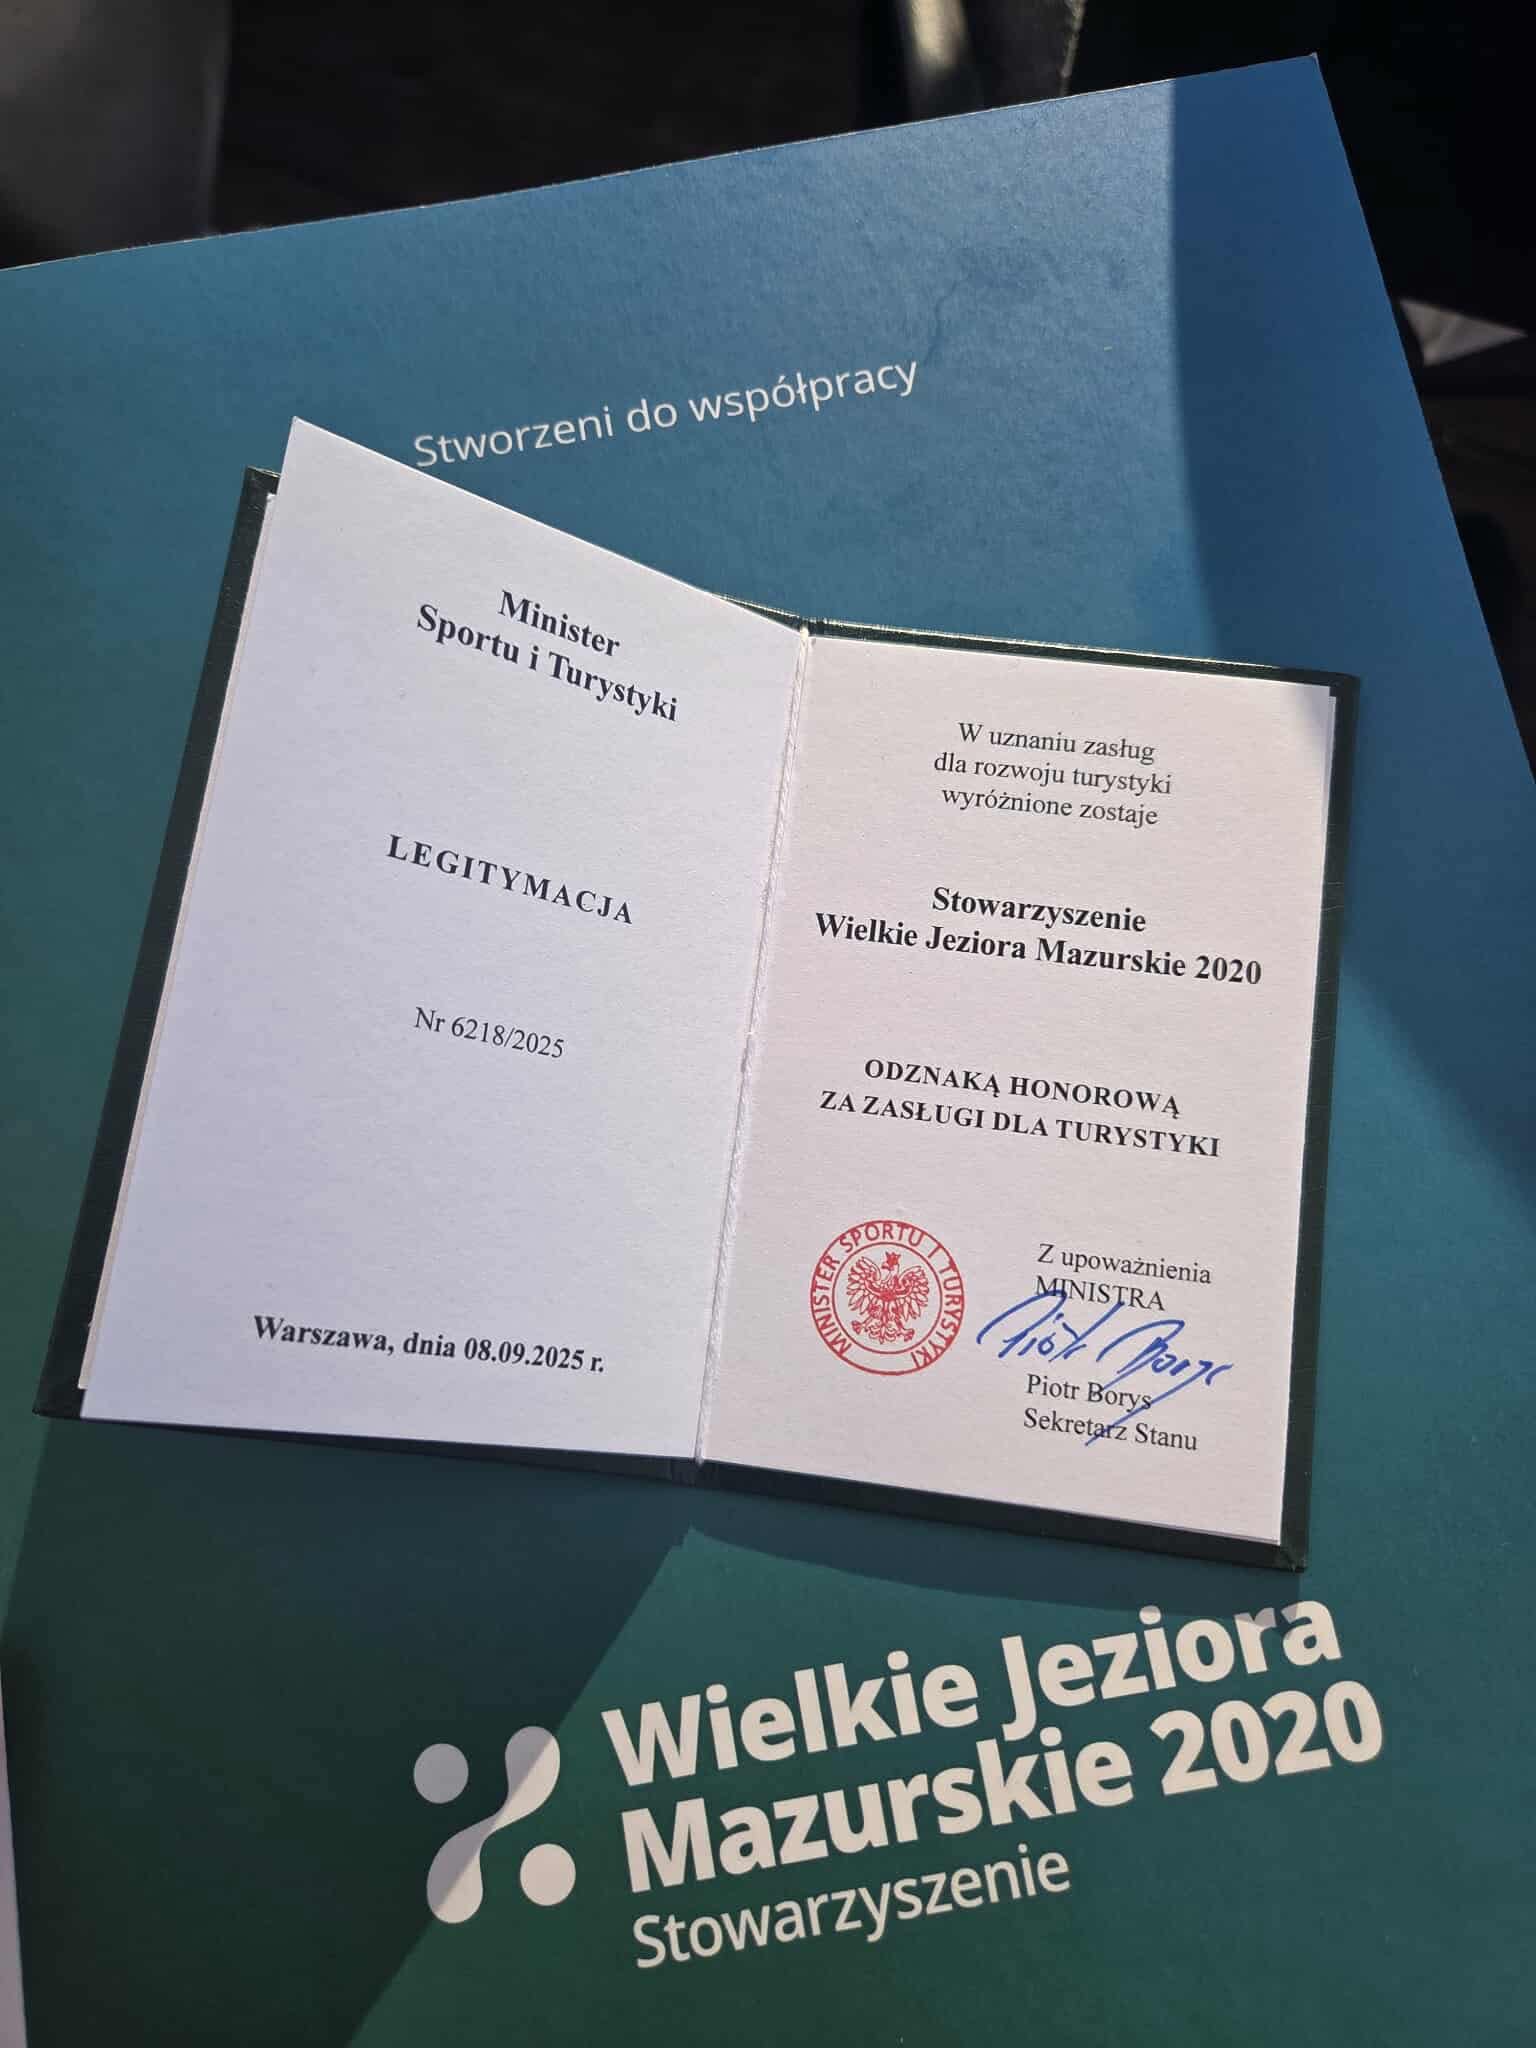 Stworzeni do współpracy
Minister
Sportu i Turystyki
LEGITYMACJA
Nr 6218/2025
Warszawa, dnia 08.09.2025 r.
W uznaniu zasług
dla rozwoju turystyki
wyróżnione zostaje
Stowarzyszenie
Wielkie Jeziora Mazurskie 2020
ODZNAKĄ HONOROWĄ
ZA ZASŁUGI DLA TURYSTYKI
MINISTER SPORTU I TURYSTYKI
Z upoważnienia
MINISTRA
Piotr Borys
Piotr Borys
Sekretarz Stanu
Wielkie Jeziora
Mazurskie 2020
Stowarzyszenie